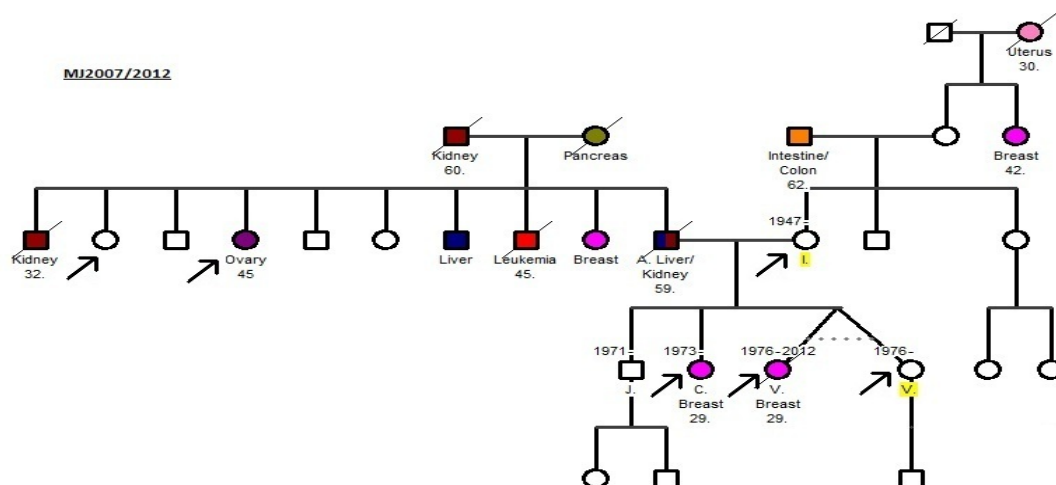 Uterus
30.
MJ2007/2012
Kidney
60.
Pancreas
Intestine/
Colon
62.
Breast
42.
1947-
Kidney
32.
Ovary
45
Liver
Leukemia
45.
Breast
A. Liver/
Kidney
59.
I.
1971-
1973-
1976-2012
1976-
J.
C.
Breast
29.
V.
Breast
29.
V.